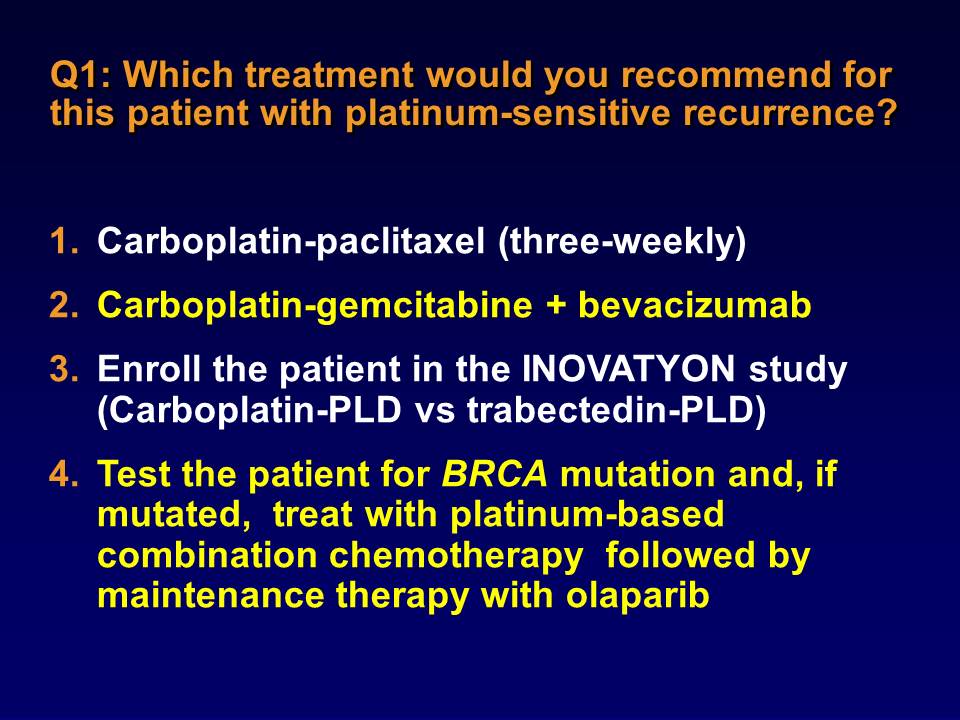 Q1: Which treatment would you recommend for
this patient with platinum-sensitive recurrence?
1. Carboplatin-paclitaxel (three-weekly)
2. Carboplatin-gemcitabine + bevacizumab
3. Enroll the patient in the INOVATYON study
(Carboplatin-PLD vs trabectedin-PLD)
4. Test the patient for BRCA mutation and, if
mutated, treat with platinum-based
combination chemotherapy followed by
maintenance therapy with olaparib